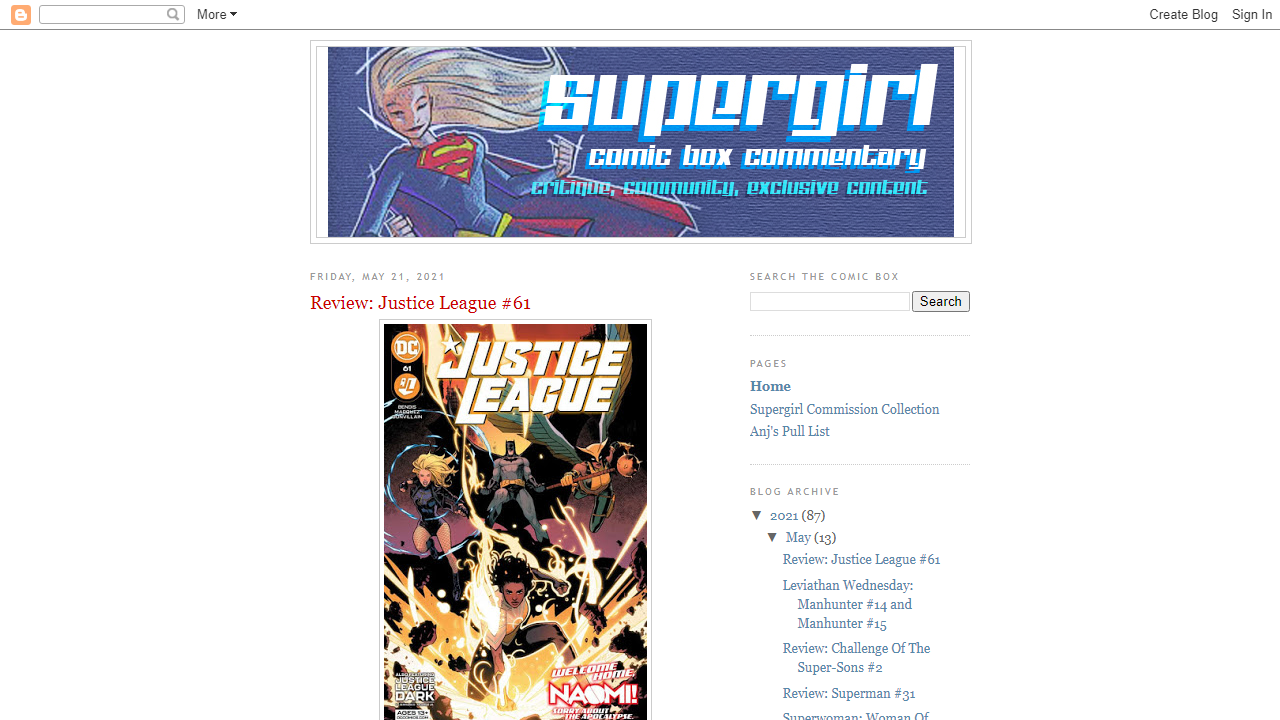 More
Create Blog
Sign In
supergirl
comic box commentary
critique, community, exclusive content
FRIDAY, MAY 21, 2021
Review: Justice League #61
DC
61
BENDIS
MARQUEZ
BONVILLAIN
JUSTICE
LEAGUE
ALSO FEATURING
JUSTICE
LEAGUE
DARK
AGES 13+
WELCOME
HOME,
NAOMI!
SORRY ABOUT
THE APOCALYPSE.
SEARCH THE COMIC BOX
Search
PAGES
Home
Supergirl Commission Collection
Anj's Pull List
BLOG ARCHIVE
▼ 2021 (87)
▼ May (13)
Review: Justice League #61
Leviathan Wednesday:
Manhunter #14 and
Manhunter #15
Review: Challenge Of The
Super-Sons #2
Review: Superman #31
Superwoman: Woman Of